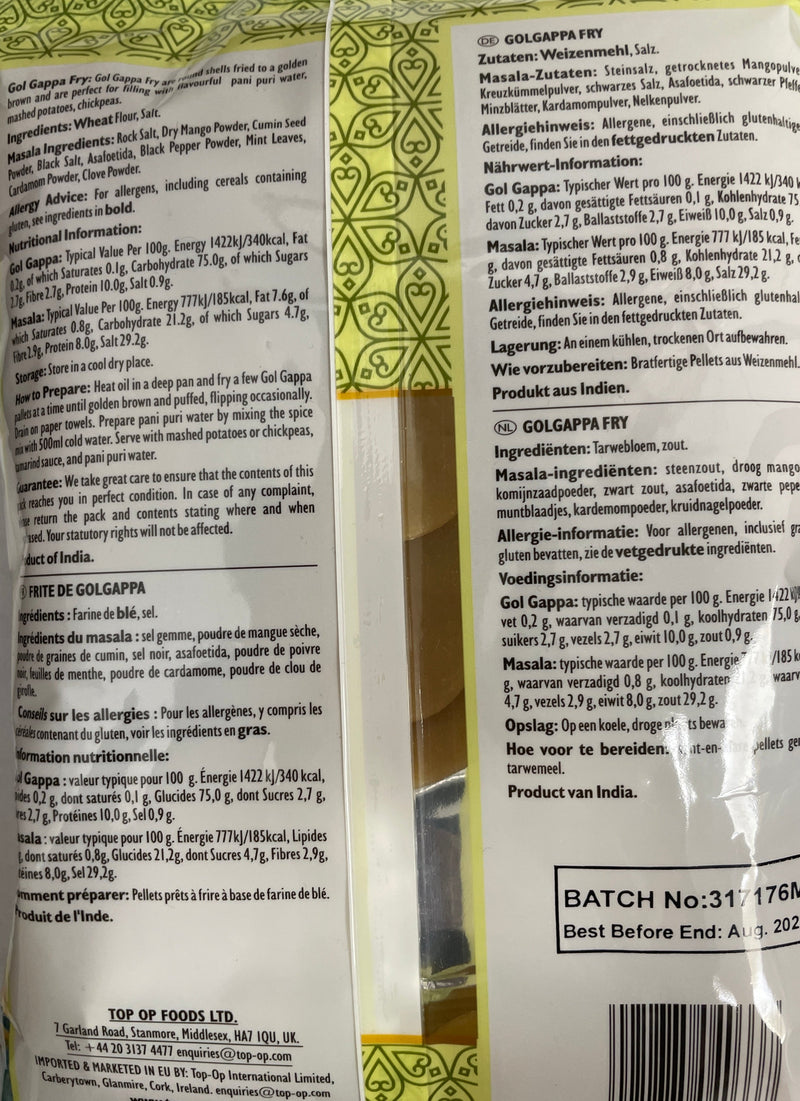 Gol Gappa Fry: Gol Gappa Fry are round shells fried to a golden
brown and are perfect for filling with flavourful pani puri water,
mashed potatoes, chickpeas.
Ingredients: Wheat Flour, Salt.
Masala Ingredients: Rock Salt, Dry Mango Powder, Cumin Seed
Powder, Black Salt, Asafoetida, Black Pepper Powder, Mint Leaves,
Cardamom Powder, Clove Powder.
Allergy Advice: For allergens, including cereals containing
gluten, see ingredients in bold.
Nutritional Information:
Gol Gappa: Typical Value Per 100g. Energy 1422kJ/340kcal, Fat
0.2g, of which Saturates 0.1g, Carbohydrate 75.0g, of which Sugars
2.7g, Fibre 2.7g, Protein 10.0g, Salt 0.9g.
Masala: Typical Value Per 100g. Energy 777kJ/185kcal, Fat 7.6g, of
which Saturates 0.8g, Carbohydrate 21.2g, of which Sugars 4.7g,
Fibre 2.9g, Protein 8.0g, Salt 29.2g.
Storage: Store in a cool dry place.
How to Prepare: Heat oil in a deep pan and fry a few Gol Gappa
pallets at a time until golden brown and puffed, flipping occasionally.
Drain on paper towels. Prepare pani puri water by mixing the spice
mix with 500ml cold water. Serve with mashed potatoes or chickpeas,
tamarind sauce, and pani puri water.
Guarantee: We take great care to ensure that the contents of this
reaches you in perfect condition. In case of any complaint,
return the pack and contents stating where and when
ased. Your statutory rights will not be affected.
duct of India.
FRITE DE GOLGAPPA
Ingrédients : Farine de blé, sel.
Ingrédients du masala : sel gemme, poudre de mangue sèche,
poudre de graines de cumin, sel noir, asafoetida, poudre de poivre
noir, feuilles de menthe, poudre de cardamome, poudre de clou de
girofle.
Conseils sur les allergies : Pour les allergènes, y compris les
céréales contenant du gluten, voir les ingrédients en gras.
formation nutritionnelle:
Gappa : valeur typique pour 100 g. Énergie 1422 kJ/340 kcal,
ides 0,2 g, dont saturés 0,1 g, Glucides 75,0 g, dont Sucres 2,7 g,
res 2,7 g, Protéines 10,0 g, Sel 0,9 g.
sala : valeur typique pour 100 g. Énergie 777kJ/185kcal, Lipides
dont saturés 0,8g, Glucides 21,2g, dont Sucres 4,7g, Fibres 2,9g,
téines 8,0g, Sel 29,2g.
mment préparer: Pellets prêts à frire à base de farine de blé.
Produit de l'Inde.
TOP OP FOODS LTD.
7 Garland Road, Stanmore, Middlesex, HA7 1QU, UK.
Tel: +44 20 3137 4477 enquiries@top-op.com
IMPORTED & MARKETED IN EU BY: Top-Op International Limited,
Carberytown, Glanmire, Cork, Ireland. enquiries@top-op.com
DE GOLGAPPA FRY
Zutaten: Weizenmehl, Salz.
Masala-Zutaten: Steinsalz, getrocknetes Mangopulve
Kreuzkümmelpulver, schwarzes Salz, Asafoetida, schwarzer Pfeffe
Minzblätter, Kardamompulver, Nelkenpulver.
Allergiehinweis: Allergene, einschließlich glutenhaltige
Getreide, finden Sie in den fettgedruckten Zutaten.
Nährwert-Information:
Gol Gappa: Typischer Wert pro 100 g. Energie 1422 kJ/340 k
Fett 0,2 g, davon gesättigte Fettsäuren 0,1 g, Kohlenhydrate 75
davon Zucker 2,7 g, Ballaststoffe 2,7 g, Eiweiß 10,0 g, Salz 0,9 g.
Masala: Typischer Wert pro 100 g. Energie 777 kJ/185 kcal, Fe
g, davon gesättigte Fettsäuren 0,8 g, Kohlenhydrate 21,2 g,
Zucker 4,7 g, Ballaststoffe 2,9 g, Eiweiß 8,0 g, Salz 29,2 g.
Allergiehinweis: Allergene, einschließlich glutenhal
Getreide, finden Sie in den fettgedruckten Zutaten.
Lagerung: An einem kühlen, trockenen Ort aufbewahren.
Wie vorzubereiten: Bratfertige Pellets aus Weizenmehl.
Produkt aus Indien.
NL GOLGAPPA FRY
Ingrediënten: Tarwebloem, zout.
Masala-ingrediënten: steenzout, droog mango
komijnzaadpoeder, zwart zout, asafoetida, zwarte pepe
muntblaadjes, kardemompoeder, kruidnagelpoeder.
Allergie-informatie: Voor allergenen, inclusief gra
gluten bevatten, zie de vetgedrukte ingrediënten.
Voedingsinformatie:
Gol Gappa: typische waarde per 100 g. Energie 1422 kJ
vet 0,2 g, waarvan verzadigd 0,1 g, koolhydraten 75,0 g,
suikers 2,7 g, vezels 2,7 g, eiwit 10,0 g, zout 0,9 g.
Masala: typische waarde per 100 g. Energie /185 k
g, waarvan verzadigd 0,8 g, koolhydraten g, waarv
4,7 g, vezels 2,9 g, eiwit 8,0 g, zout 29,2 g.
Opslag: Op een koele, droge
Hoe voor te bereiden: pellets
tarwemeel.
Product van India.
BATCH No:317176M
Best Before End: Aug. 202